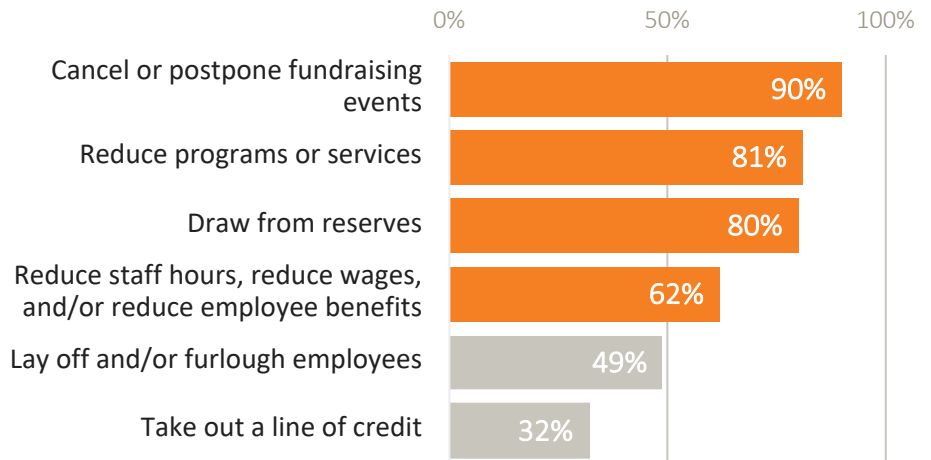 0% 50% 100%
Cancel or postpone fundraising
events
90%
Reduce programs or services
81%
Draw from reserves
80%
Reduce staff hours, reduce wages,
and/or reduce employee benefits
62%
Lay off and/or furlough employees
49%
Take out a line of credit
32%